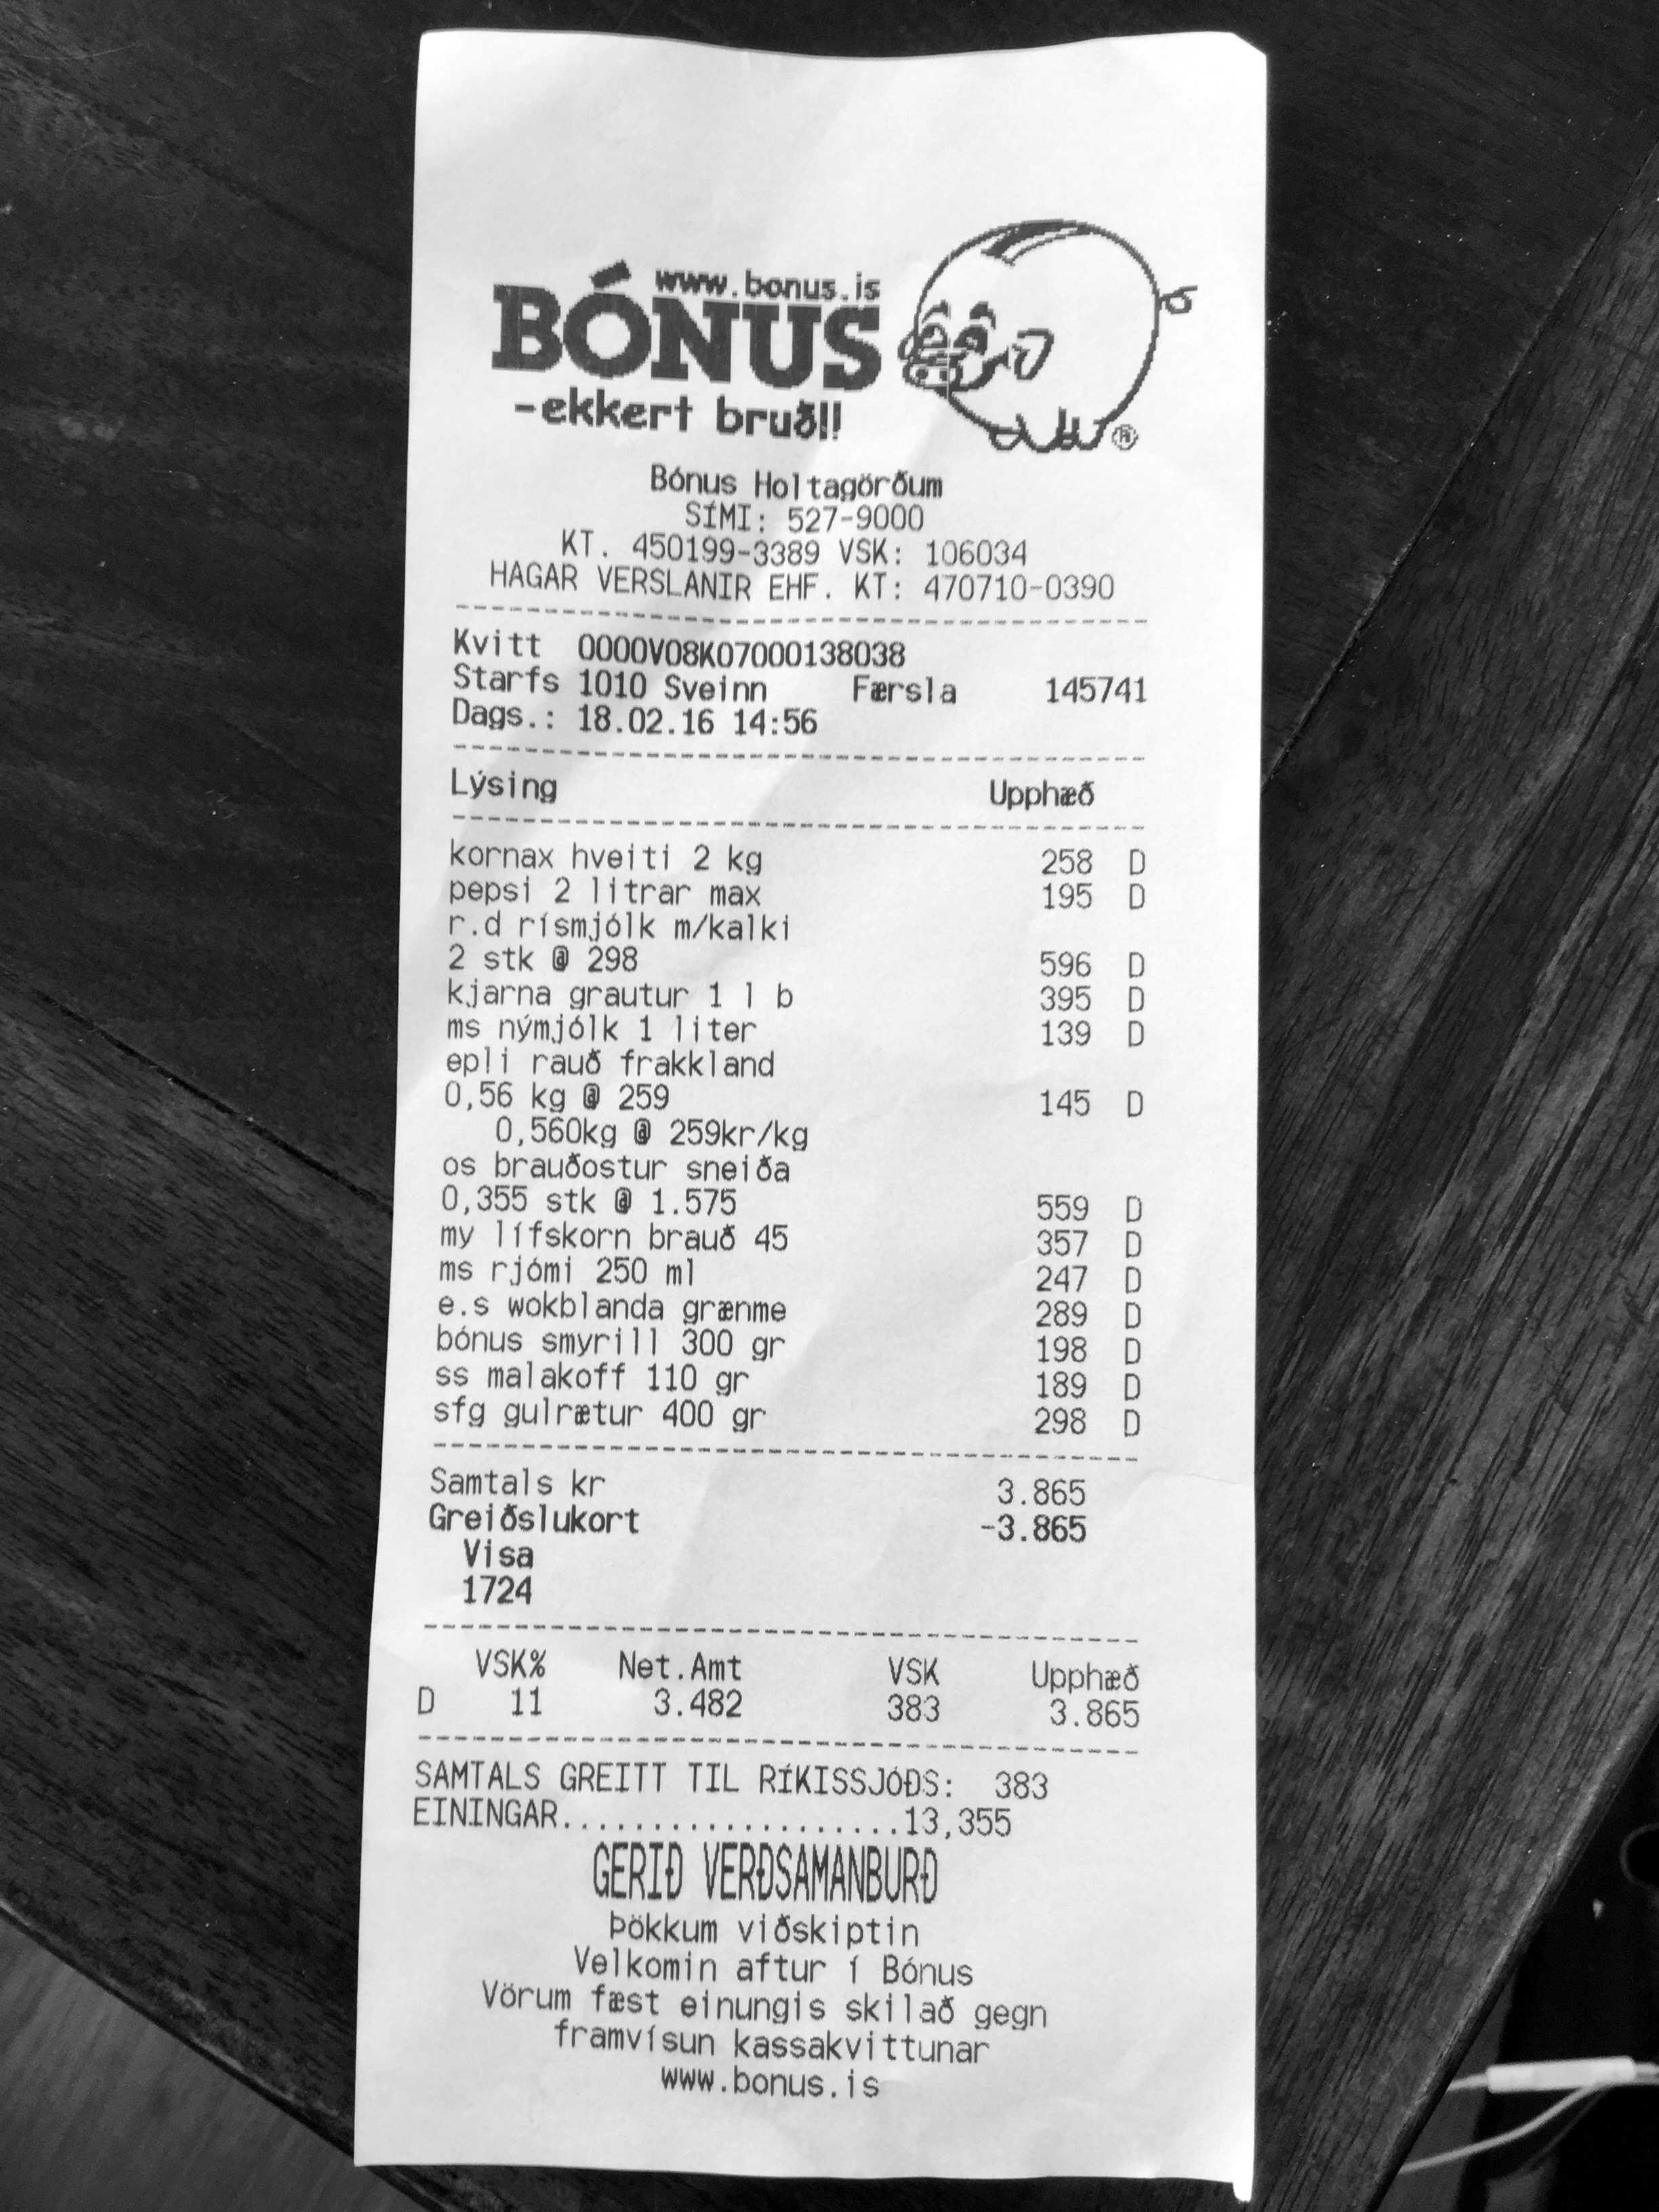 www.bonus.is
BÓNUS
-ekkert bruð!!
Bónus Holtagörðum
SÍMI: 527-9000
KT. 450199-3389 VSK: 106034
HAGAR VERSLANIR EHF. KT: 470710-0390
Kvitt 0000V08K07000138038
Starfs 1010 Sveinn Færsla 145741
Dags.: 18.02.16 14:56
Lýsing Upphæð
kornax hveiti 2 kg 258 D
pepsi 2 litrar max 195 D
r.d rísmjólk m/kalki
2 stk @ 298 596 D
kjarna grautur 1 l b 395 D
ms nýmjólk 1 liter 139 D
epli rauð frakkland
0,56 kg @ 259 145 D
0,560kg @ 259kr/kg
os brauðostur sneiða
0,355 stk @ 1.575 559 D
my lífskorn brauð 45 357 D
ms rjómi 250 ml 247 D
e.s wokblanda grænme 289 D
bónus smyrill 300 gr 198 D
ss malakoff 110 gr 189 D
sfg gulrætur 400 gr 298 D
Samtals kr 3.865
Greiðslukort -3.865
Visa
1724
VSK% Net.Amt VSK Upphæð
D 11 3.482 383 3.865
SAMTALS GREITT TIL RÍKISSJÓÐS: 383
EININGAR...................13,355
GERIÐ VERÐSAMANBURÐ
Þökkum viðskiptin
Velkomin aftur í Bónus
Vörum fæst einungis skilað gegn
framvísun kassakvittunar
www.bonus.is